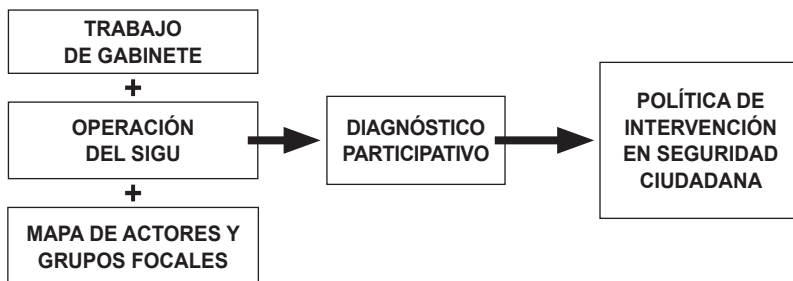 TRABAJO
DE GABINETE
+
OPERACIÓN
DEL SIGU
+
MAPA DE ACTORES Y
GRUPOS FOCALES
DIAGNÓSTICO
PARTICIPATIVO
POLÍTICA DE
INTERVENCIÓN
EN SEGURIDAD
CIUDADANA